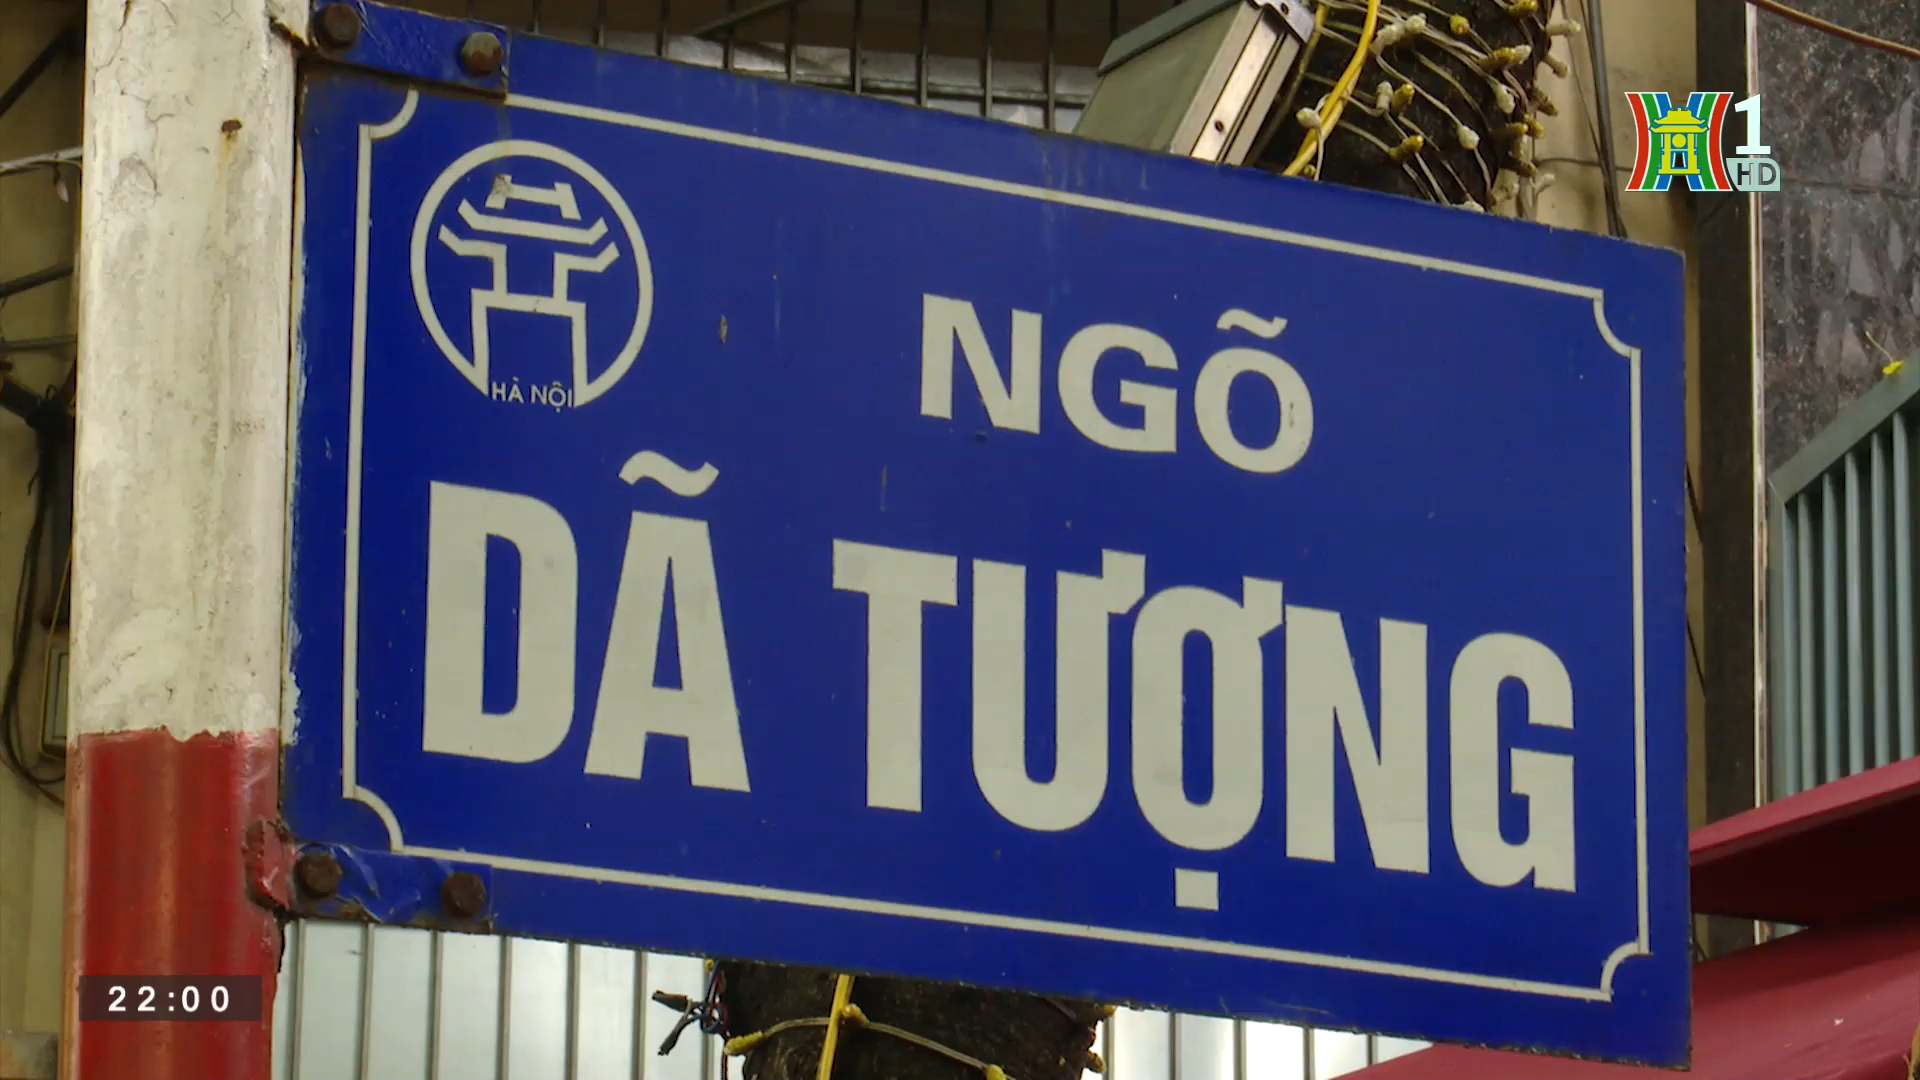 1
HD
HÀ NỘI
NGÕ
DÃ TƯỢNG
22:00